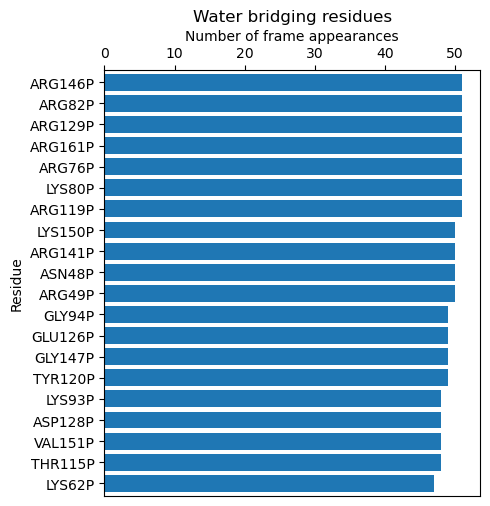 Water bridging residues
Number of frame appearances
0 10 20 30 40 50
Residue
ARG146P
ARG82P
ARG129P
ARG161P
ARG76P
LYS80P
ARG119P
LYS150P
ARG141P
ASN48P
ARG49P
GLY94P
GLU126P
GLY147P
TYR120P
LYS93P
ASP128P
VAL151P
THR115P
LYS62P